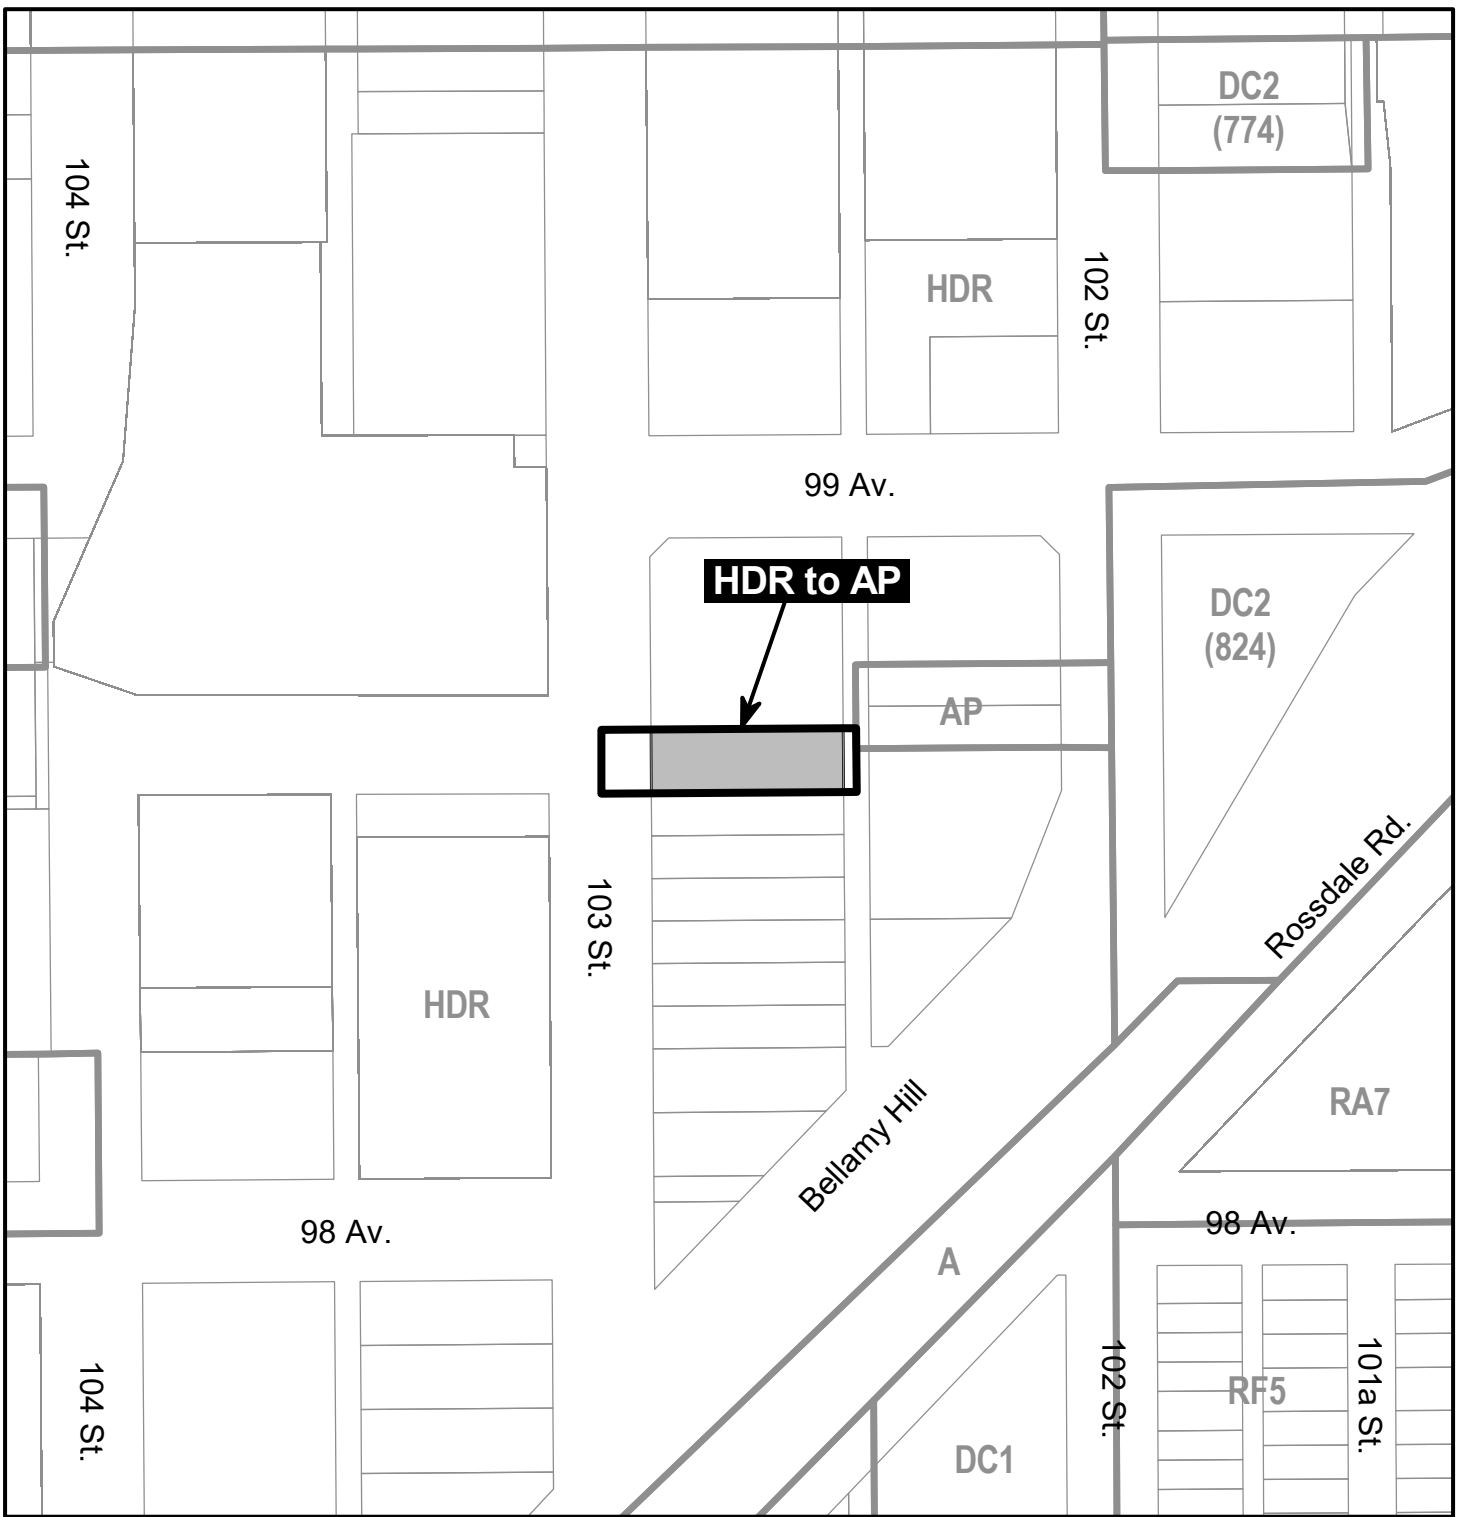 DC2
(774)
104 St.
HDR
102 St.
99 Av.
HDR to AP
DC2
(824)
AP
Rossdale Rd.
103 St.
HDR
Bellamy Hill
RA7
98 Av.
98 Av.
A
104 St.
102 St.
RF5
101a St.
DC1